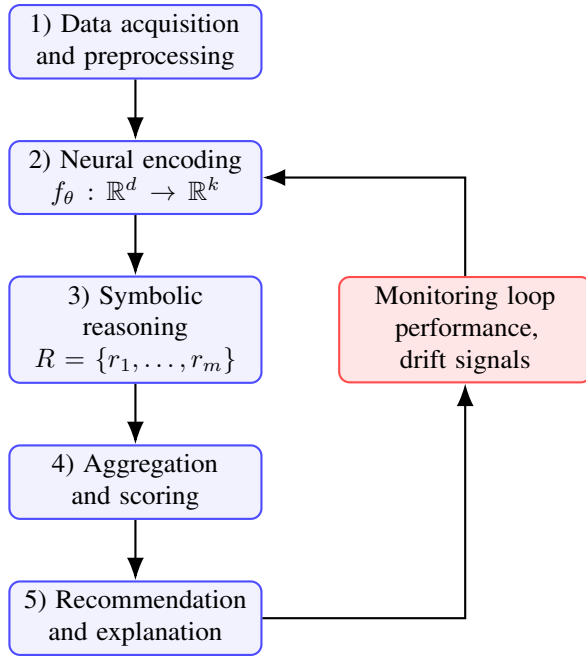 1) Data acquisition
and preprocessing
2) Neural encoding
f_θ : ℝ^d → ℝ^k
3) Symbolic
reasoning
R = {r_1, . . . , r_m}
Monitoring loop
performance,
drift signals
4) Aggregation
and scoring
5) Recommendation
and explanation